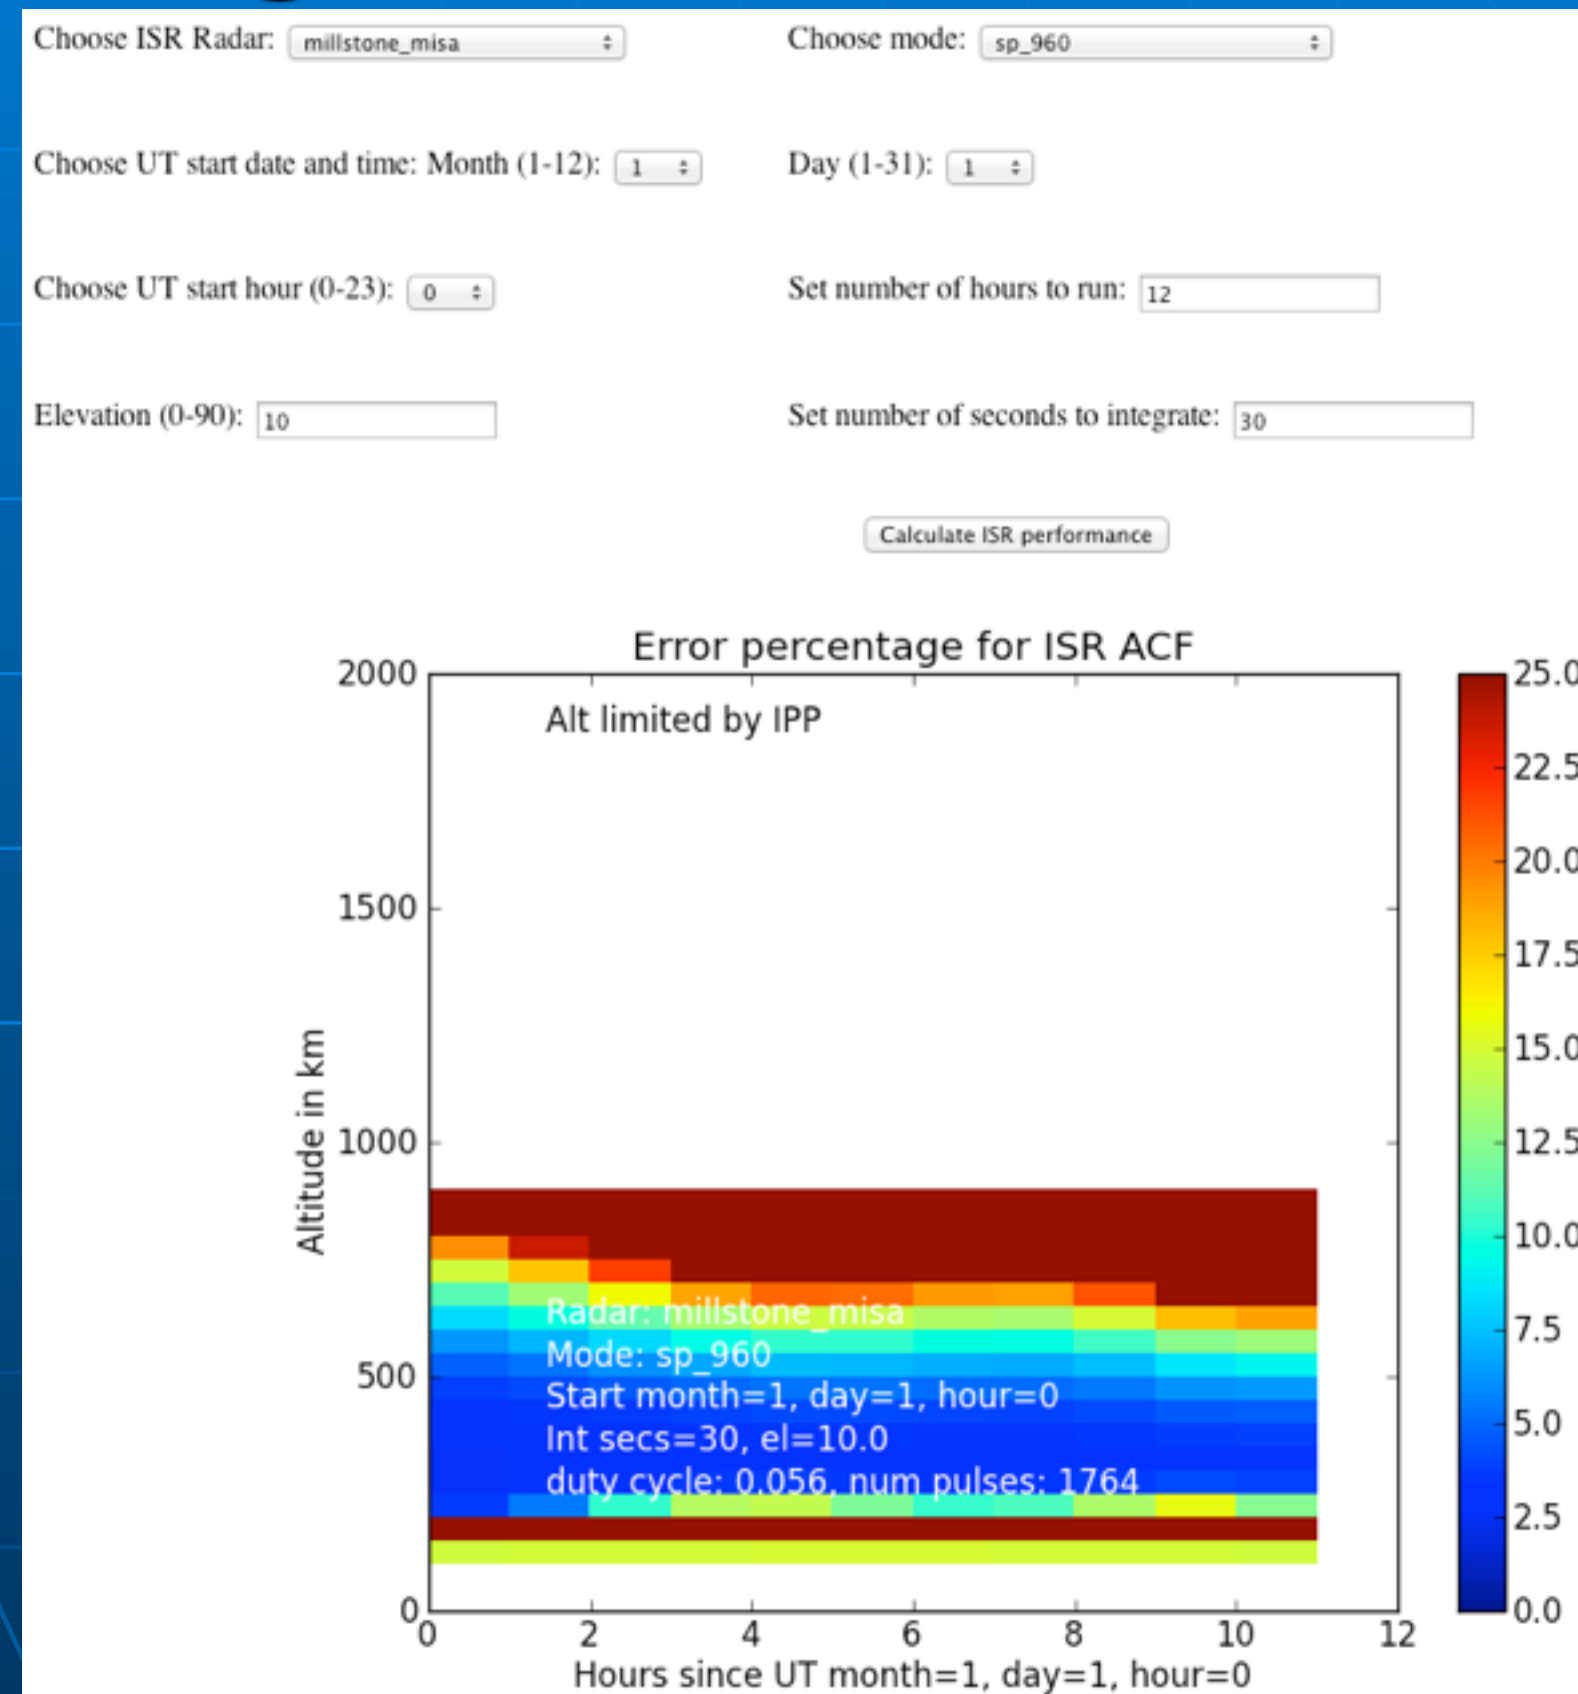 Choose ISR Radar: millstone_misa Choose mode: sp_960
Choose UT start date and time: Month (1-12): 1 Day (1-31): 1
Choose UT start hour (0-23): 0 Set number of hours to run: 12
Elevation (0-90): 10 Set number of seconds to integrate: 30
Calculate ISR performance
Error percentage for ISR ACF
Alt limited by IPP
2000
1500
1000
500
0
Altitude in km
Radar: millstone_misa
Mode: sp_960
Start month=1, day=1, hour=0
Int secs=30, el=10.0
duty cycle: 0.056, num pulses: 1764
0 2 4 6 8 10 12
Hours since UT month=1, day=1, hour=0
25.0
22.5
20.0
17.5
15.0
12.5
10.0
7.5
5.0
2.5
0.0